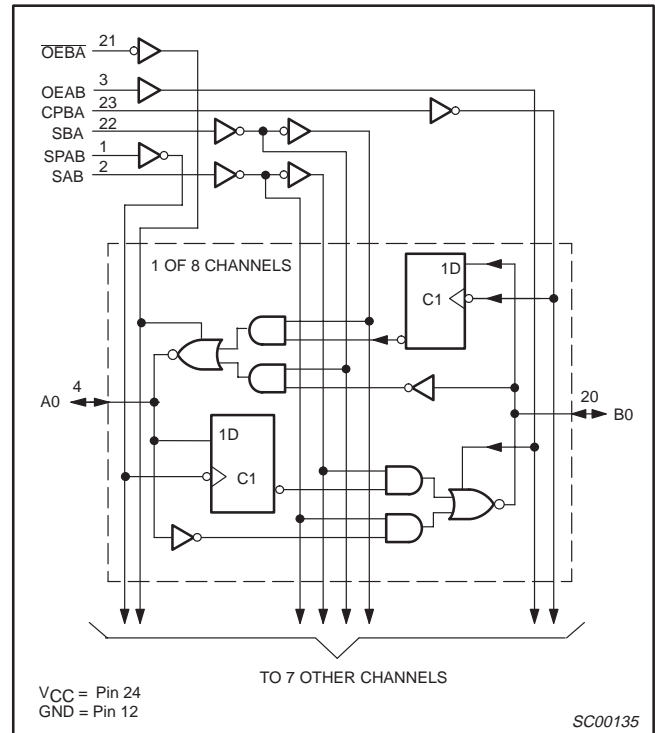 OEBA 21
OEAB 3
CPBA 23
SBA 22
SPAB 1
SAB 2
1 OF 8 CHANNELS
1D
C1
A0 4
20 B0
1D
C1
TO 7 OTHER CHANNELS
VCC = Pin 24
GND = Pin 12
SC00135